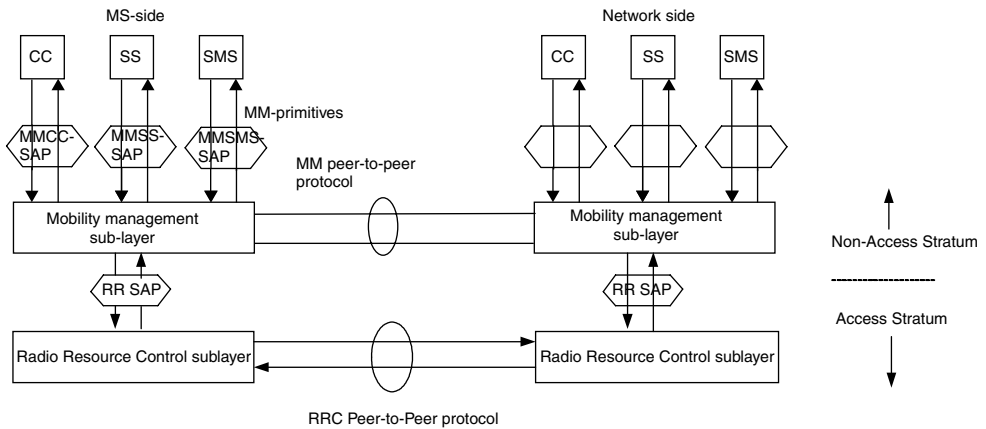 MS-side
Network side
CC
SS
SMS
CC
SS
SMS
MM-primitives
MMCC-
SAP
MMSS-
SAP
MMSMS-
SAP
MM peer-to-peer
protocol
Mobility management
sub-layer
Mobility management
sub-layer
Non-Access Stratum
RR SAP
RR SAP
Access Stratum
Radio Resource Control sublayer
Radio Resource Control sublayer
RRC Peer-to-Peer protocol